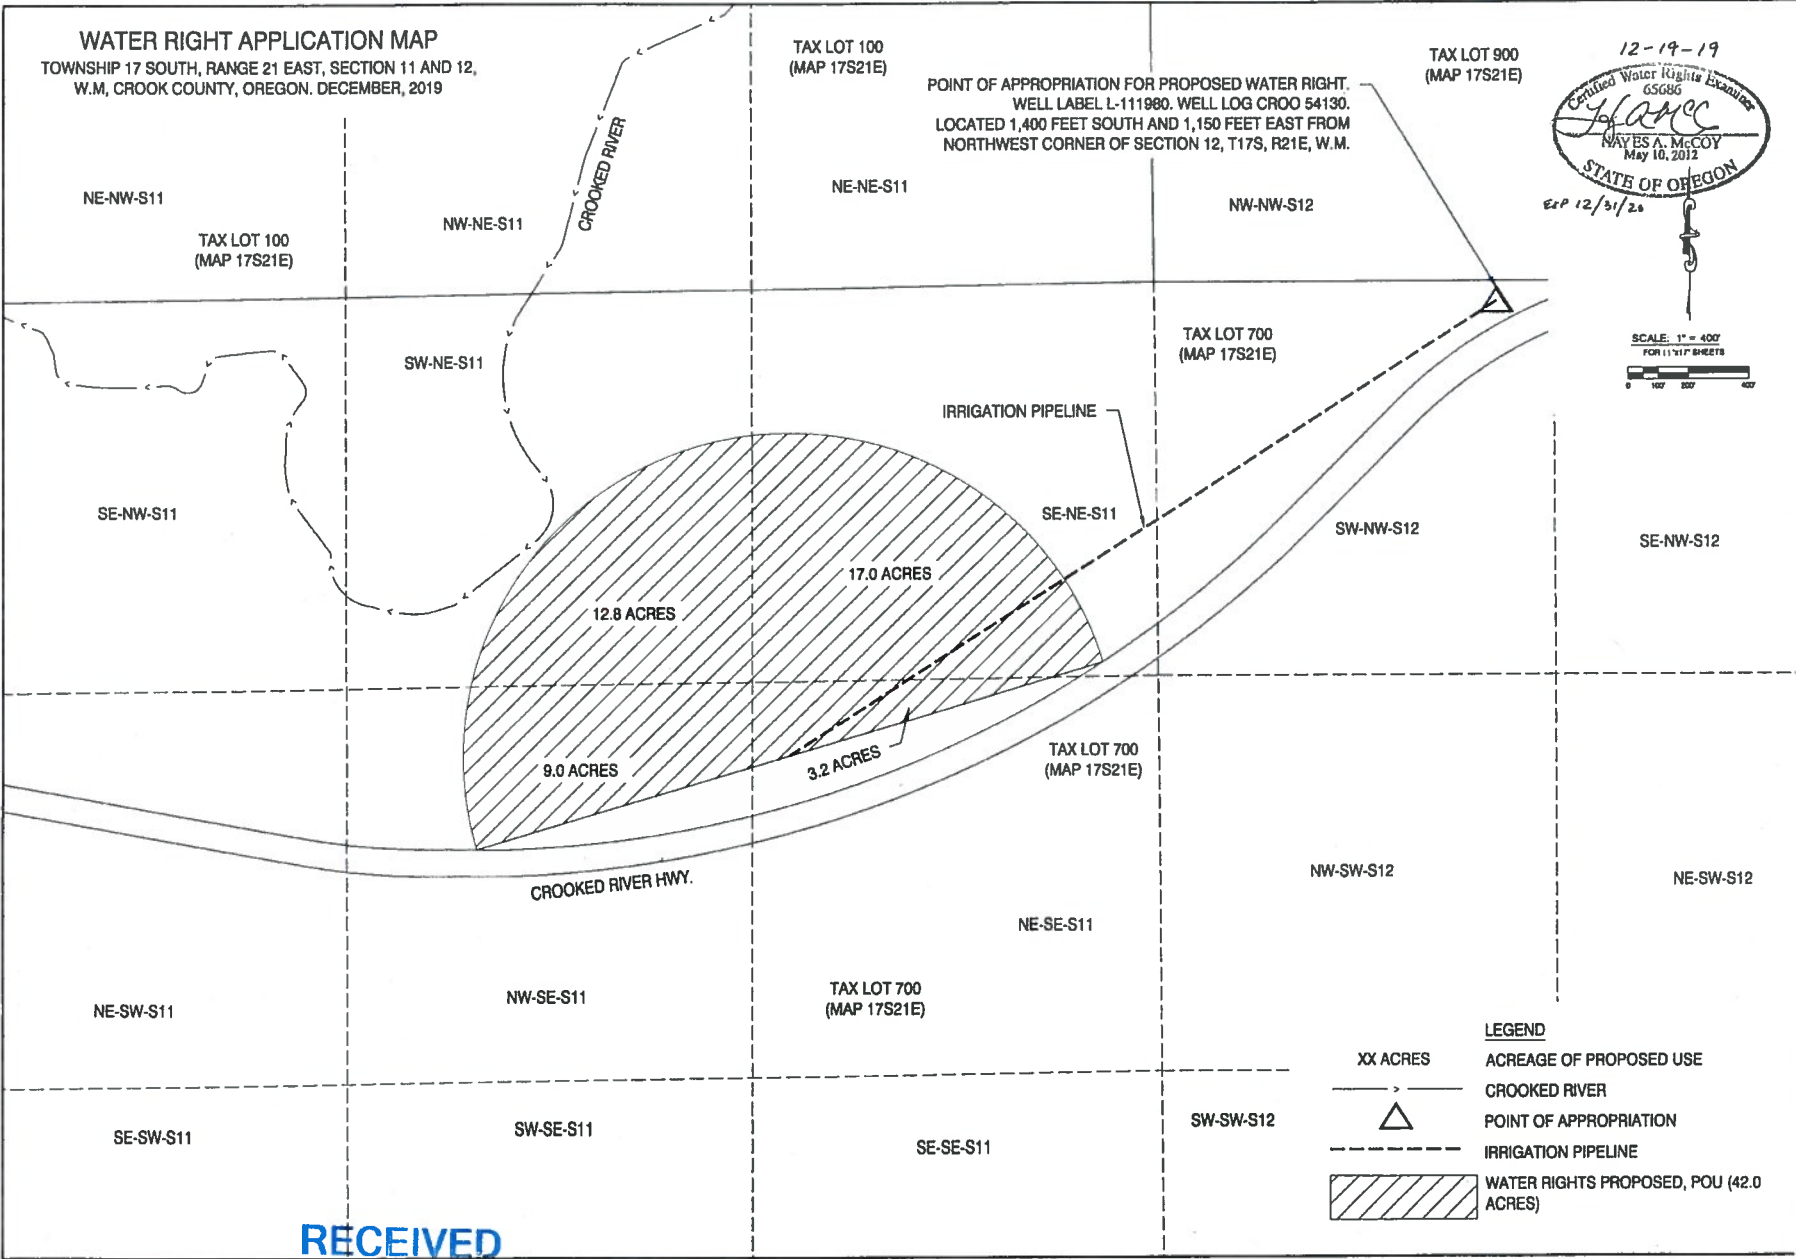 WATER RIGHT APPLICATION MAP
TOWNSHIP 17 SOUTH, RANGE 21 EAST, SECTION 11 AND 12,
W.M, CROOK COUNTY, OREGON. DECEMBER, 2019
TAX LOT 100
(MAP 17S21E)
POINT OF APPROPRIATION FOR PROPOSED WATER RIGHT.
WELL LABEL L-111980. WELL LOG CROO 54130.
LOCATED 1,400 FEET SOUTH AND 1,150 FEET EAST FROM
NORTHWEST CORNER OF SECTION 12, T17S, R21E, W.M.
TAX LOT 900
(MAP 17S21E)
12-19-19
Certified Water Rights Examiner
65686
HAYES A. McCOY
May 10, 2012
STATE OF OREGON
EXP 12/31/20
SCALE: 1" = 400'
FOR 11"x17" SHEETS
0 100' 200' 400'
CROOKED RIVER
NE-NW-S11
TAX LOT 100
(MAP 17S21E)
NW-NE-S11
NE-NE-S11
NW-NW-S12
SW-NE-S11
TAX LOT 700
(MAP 17S21E)
IRRIGATION PIPELINE
SE-NW-S11
SE-NE-S11
SW-NW-S12
SE-NW-S12
17.0 ACRES
12.8 ACRES
9.0 ACRES
3.2 ACRES
TAX LOT 700
(MAP 17S21E)
CROOKED RIVER HWY.
NW-SW-S12
NE-SW-S12
NE-SE-S11
NE-SW-S11
NW-SE-S11
TAX LOT 700
(MAP 17S21E)
SE-SW-S11
SW-SE-S11
SE-SE-S11
SW-SW-S12
LEGEND
XX ACRES ACREAGE OF PROPOSED USE
CROOKED RIVER
POINT OF APPROPRIATION
IRRIGATION PIPELINE
WATER RIGHTS PROPOSED, POU (42.0
ACRES)
RECEIVED